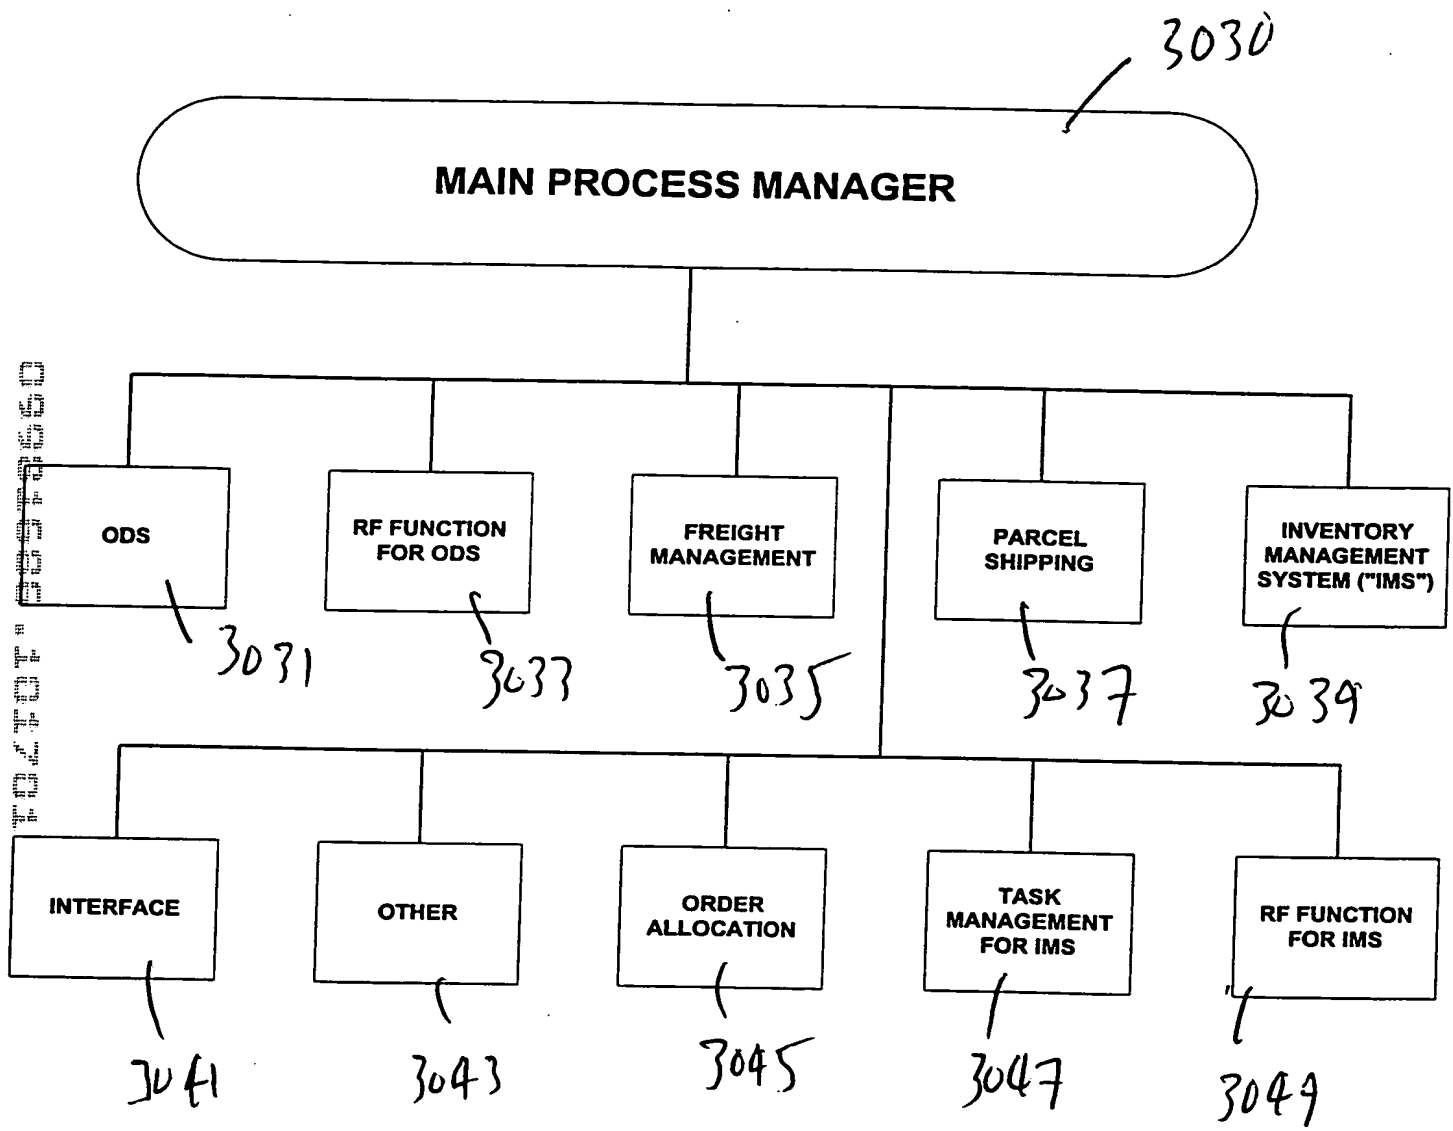 3030
MAIN PROCESS MANAGER
ODS
RF FUNCTION
FOR ODS
FREIGHT
MANAGEMENT
PARCEL
SHIPPING
INVENTORY
MANAGEMENT
SYSTEM ("IMS")
3031
3033
3035
3037
3039
INTERFACE
OTHER
ORDER
ALLOCATION
TASK
MANAGEMENT
FOR IMS
RF FUNCTION
FOR IMS
3041
3043
3045
3047
3049